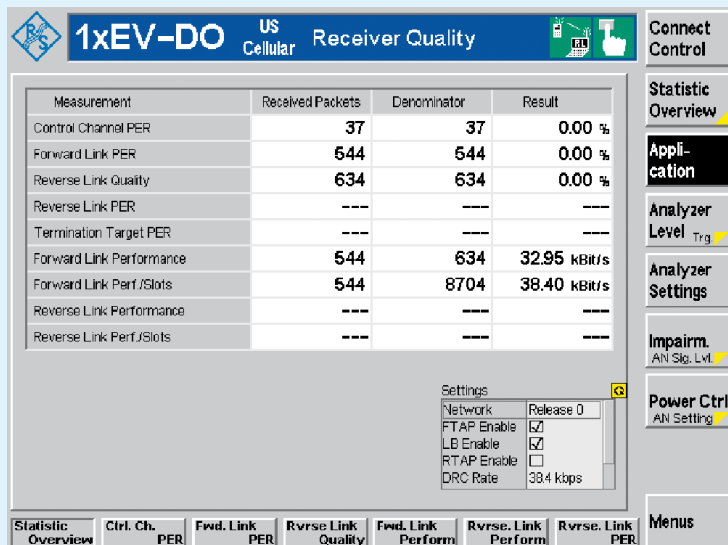 R S
1xEV-DO US Cellular Receiver Quality
RL
Measurement Received Packets Denominator Result
Control Channel PER 37 37 0.00 %
Forward Link PER 544 544 0.00 %
Reverse Link Quality 634 634 0.00 %
Reverse Link PER --- --- ---
Termination Target PER --- --- ---
Forward Link Performance 544 634 32.95 kBit/s
Forward Link Perf./Slots 544 8704 38.40 kBit/s
Reverse Link Performance --- --- ---
Reverse Link Perf./Slots --- --- ---
Settings
Network Release 0
FTAP Enable
LB Enable
RTAP Enable
DRC Rate 38.4 kbps
Connect
Control
Statistic
Overview
Appli-
cation
Analyzer
Level Trg.
Analyzer
Settings
Impairm.
AN Sig. Lvl.
Power Ctrl
AN Setting
Menus
Statistic Overview
Ctrl. Ch. PER
Fwd. Link PER
Rvrse Link Quality
Fwd. Link Perform
Rvrse. Link Perform
Rvrse. Link PER